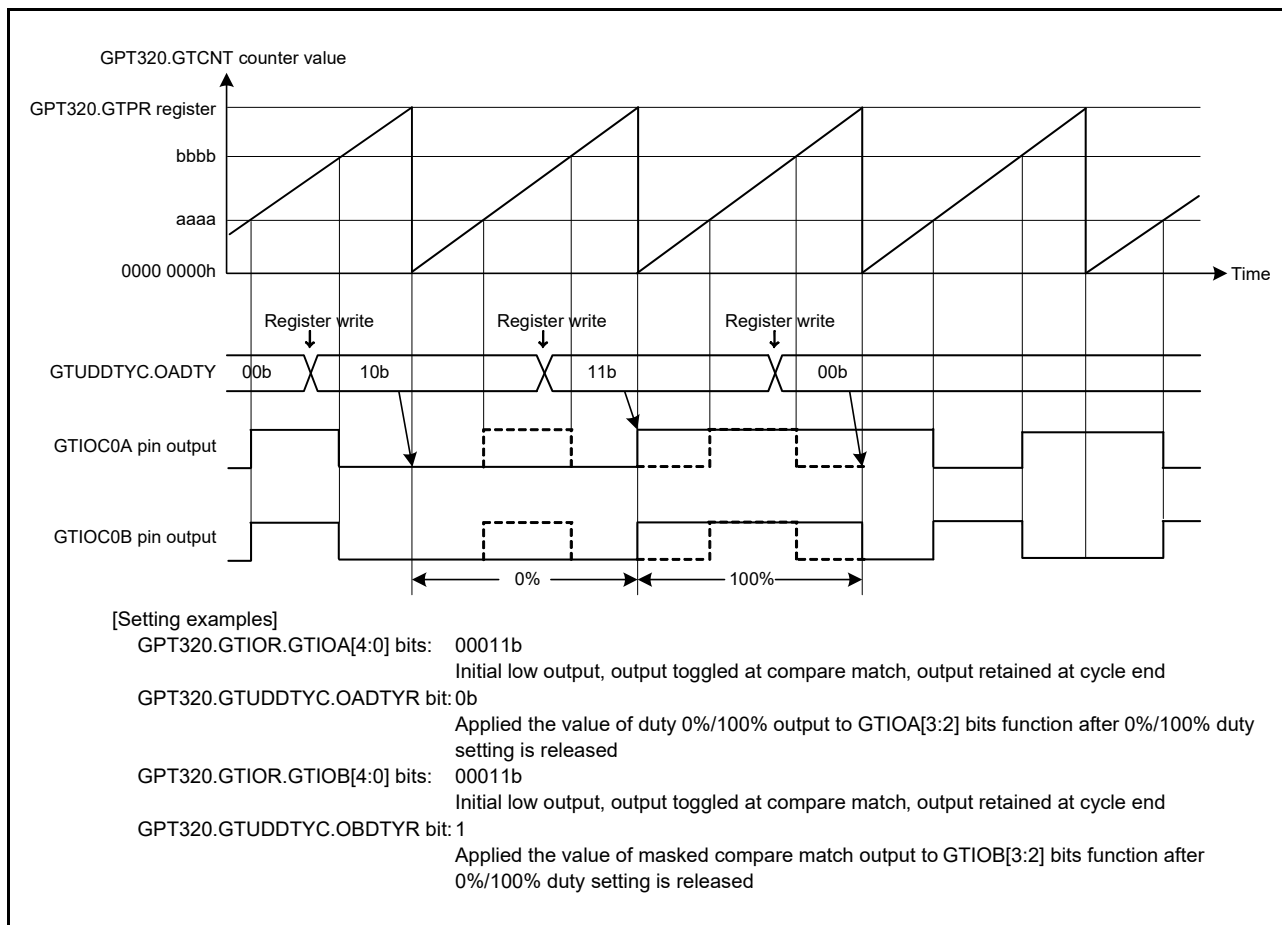 GPT320.GTCNT counter value
GPT320.GTPR register
bbbb
aaaa
0000 0000h
Time
Register write Register write Register write
GTUDDTYC.OADTY 00b 10b 11b 00b
GTIOC0A pin output
GTIOC0B pin output
0% 100%
[Setting examples]
GPT320.GTIOR.GTIOA[4:0] bits: 00011b
Initial low output, output toggled at compare match, output retained at cycle end
GPT320.GTUDDTYC.OADTYR bit: 0b
Applied the value of duty 0%/100% output to GTIOA[3:2] bits function after 0%/100% duty
setting is released
GPT320.GTIOR.GTIOB[4:0] bits: 00011b
Initial low output, output toggled at compare match, output retained at cycle end
GPT320.GTUDDTYC.OBDTYR bit: 1
Applied the value of masked compare match output to GTIOB[3:2] bits function after
0%/100% duty setting is released